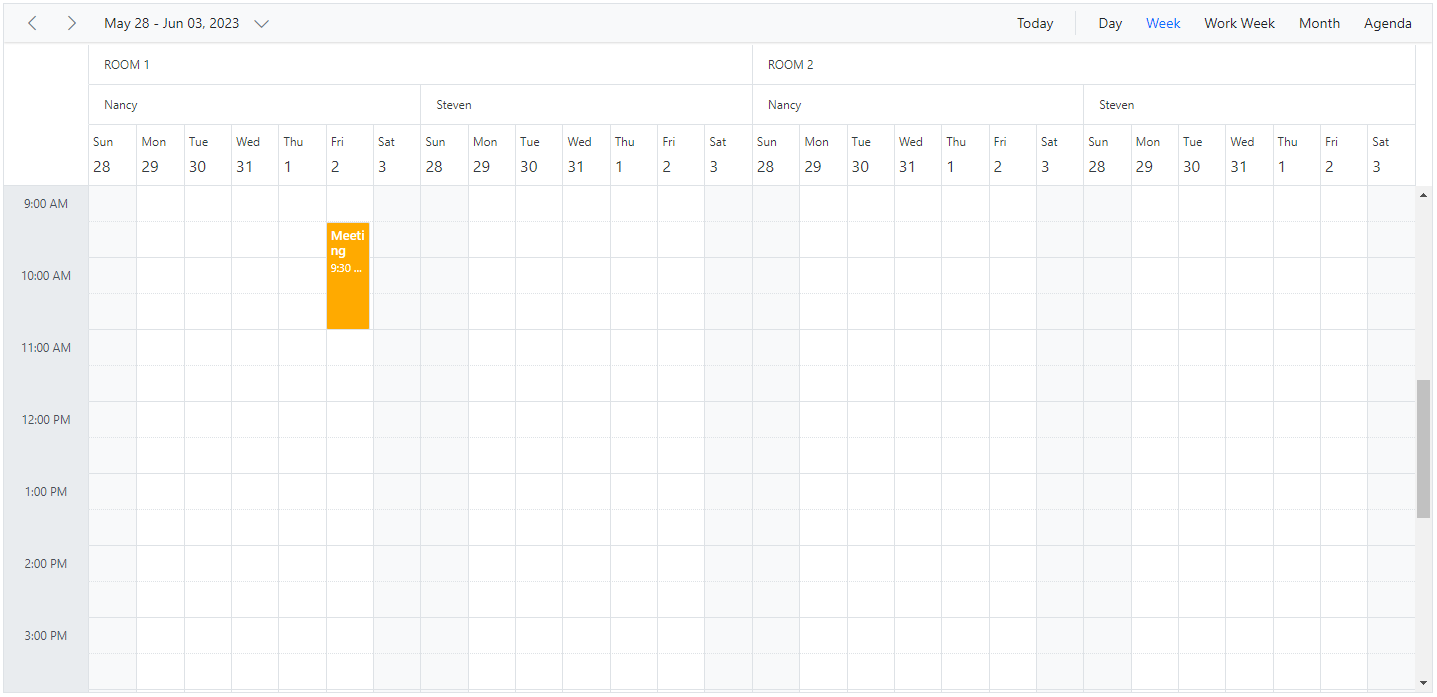 May 28 - Jun 03, 2023 Today Day Week Work Week Month Agenda
ROOM 1 ROOM 2
Nancy Steven Nancy Steven
Sun Mon Tue Wed Thu Fri Sat Sun Mon Tue Wed Thu Fri Sat Sun Mon Tue Wed Thu Fri Sat Sun Mon Tue Wed Thu Fri Sat
28 29 30 31 1 2 3 28 29 30 31 1 2 3 28 29 30 31 1 2 3 28 29 30 31 1 2 3
9:00 AM
Meeti
ng
9:30 ...
10:00 AM
11:00 AM
12:00 PM
1:00 PM
2:00 PM
3:00 PM